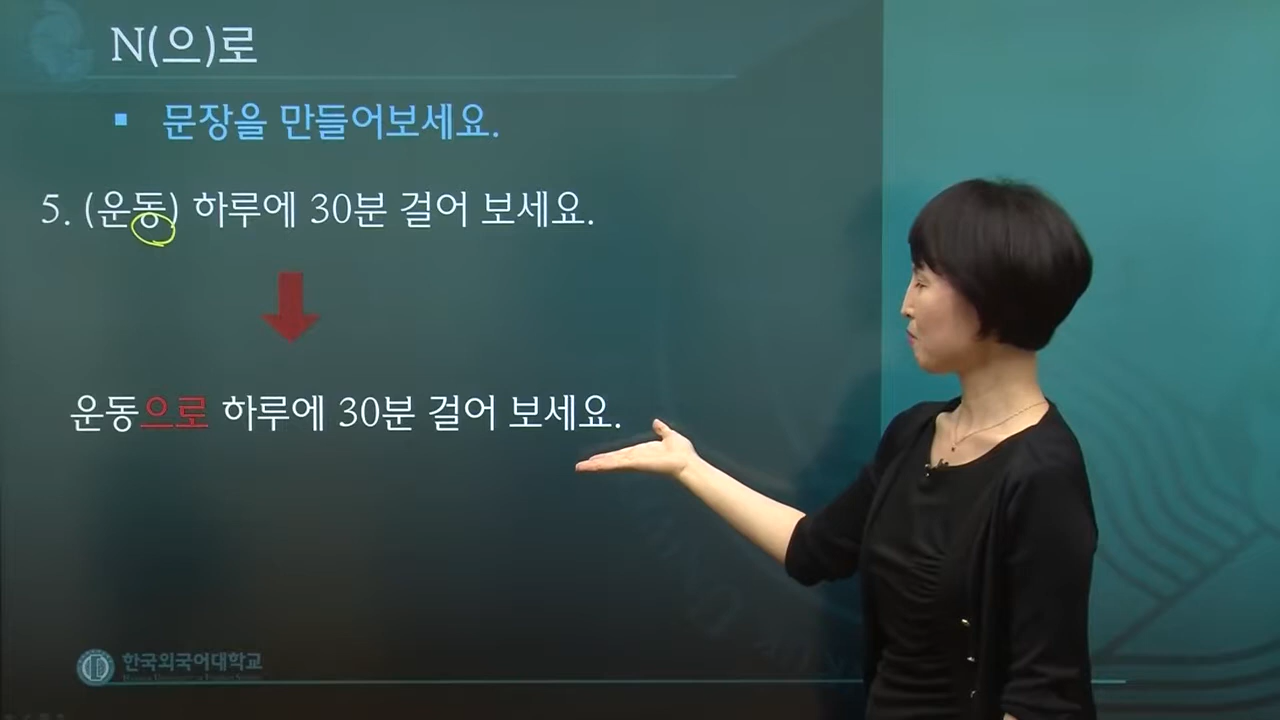 N(으)로
▪ 문장을 만들어보세요.
5. (운동) 하루에 30분 걸어 보세요.
운동으로 하루에 30분 걸어 보세요.
한국외국어대학교